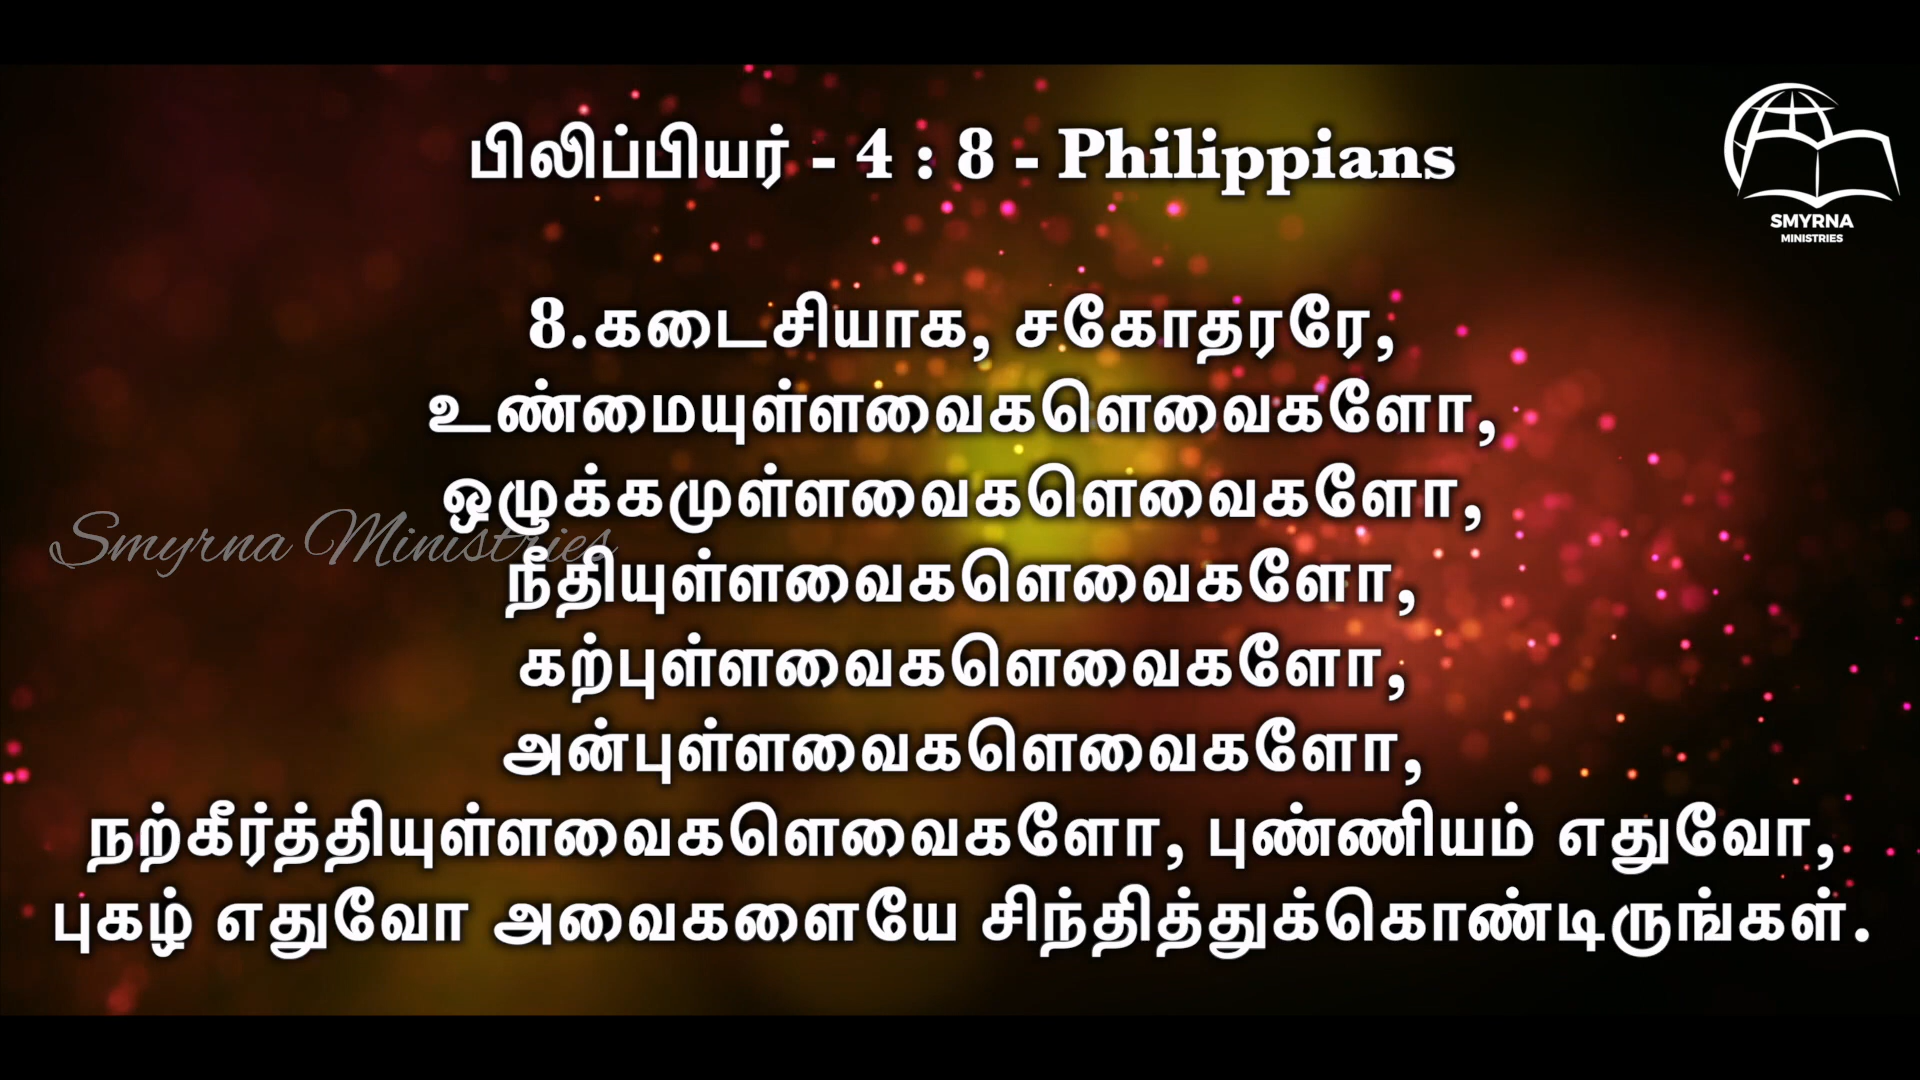 பிலிப்பியர் - 4 : 8 - Philippians
SMYRNA
MINISTRIES
8.கடைசியாக, சகோதரரே,
உண்மையுள்ளவைகளெவைகளோ,
ஒழுக்கமுள்ளவைகளெவைகளோ,
Smyrna Ministries
நீதியுள்ளவைகளெவைகளோ,
கற்புள்ளவைகளெவைகளோ,
அன்புள்ளவைகளெவைகளோ,
நற்கீர்த்தியுள்ளவைகளெவைகளோ, புண்ணியம் எதுவோ,
புகழ் எதுவோ அவைகளையே சிந்தித்துக்கொண்டிருங்கள்.